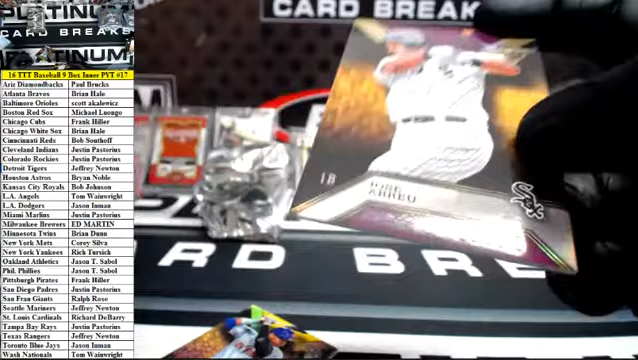 PLATINUM
CARD BREAKS
PLATINUM
CARD BREAKS
16 TTT Baseball 9 Box Inner PYT #17
Ariz Diamondbacks Paul Brucks
Atlanta Braves Brian Hale
Baltimore Orioles scott akalewicz
Boston Red Sox Michael Luongo
Chicago Cubs Frank Hiller
Chicago White Sox Brian Hale
Cinncinati Reds Bob Southoff
Cleveland Indians Justin Pastorius
Colorado Rockies Justin Pastorius
Detroit Tigers Jeffrey Newton
Houston Astros Bryan Noble
Kansas City Royals Bob Johnson
L.A. Angels Tom Wainwright
L.A. Dodgers Jason Inman
Miami Marlins Justin Pastorius
Milwaukee Brewers ED MARTIN
Minnesota Twins Brian Dunn
New York Mets Corey Silva
New York Yankees Rich Tursich
Oakland Athletics Jason T. Sabol
Phil. Phillies Jason T. Sabol
Pittsburgh Pirates Frank Hiller
San Diego Padres Justin Pastorius
San Fran Giants Ralph Rose
Seattle Mariners Jeffrey Newton
St. Louis Cardinals Richard DeBarry
Tampa Bay Rays Justin Pastorius
Texas Rangers Jeffrey Newton
Toronto Blue Jays Jason Inman
Wash Nationals Tom Wainwright
CARD BREAK
1B
JOSE
ABREU
SOX
RD BRE